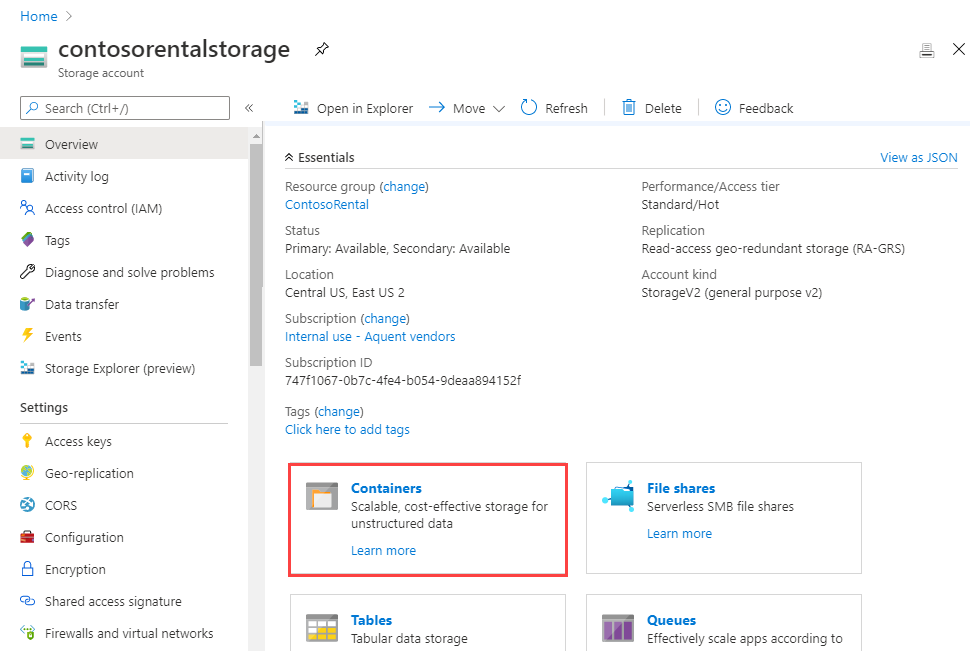 Home >
contosorentalstorage
Storage account
Search (Ctrl+/)
«
Open in Explorer
Move
Refresh
Delete
Feedback
Overview
Activity log
Access control (IAM)
Tags
Diagnose and solve problems
Data transfer
Events
Storage Explorer (preview)
Settings
Access keys
Geo-replication
CORS
Configuration
Encryption
Shared access signature
Firewalls and virtual networks
Essentials
View as JSON
Resource group (change)
ContosoRental
Status
Primary: Available, Secondary: Available
Location
Central US, East US 2
Subscription (change)
Internal use - Aquent vendors
Subscription ID
747f1067-0b7c-4fe4-b054-9deaa894152f
Tags (change)
Click here to add tags
Performance/Access tier
Standard/Hot
Replication
Read-access geo-redundant storage (RA-GRS)
Account kind
StorageV2 (general purpose v2)
Containers
Scalable, cost-effective storage for
unstructured data
Learn more
File shares
Serverless SMB file shares
Learn more
Tables
Tabular data storage
Queues
Effectively scale apps according to